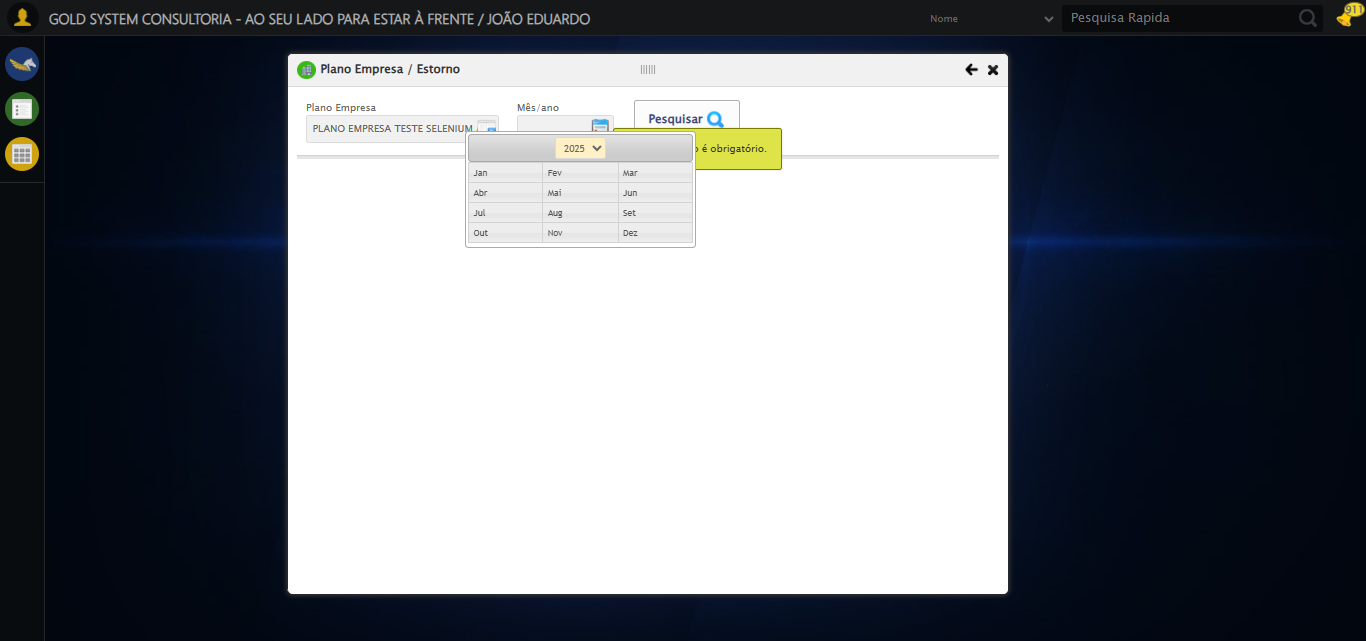 GOLD SYSTEM CONSULTORIA - AO SEU LADO PARA ESTAR À FRENTE / JOÃO EDUARDO
Nome
Pesquisa Rapida
911
Plano Empresa / Estorno
Plano Empresa
Mês/ano
PLANO EMPRESA TESTE SELENIUM
Pesquisar
é obrigatório.
2025
Jan Fev Mar
Abr Mai Jun
Jul Aug Set
Out Nov Dez